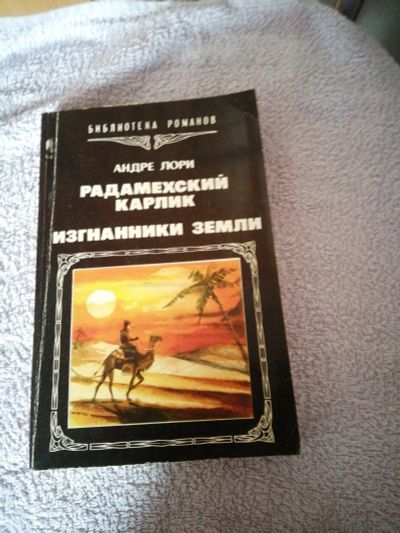 БИБЛИОТЕКА РОМАНОВ
АНДРЕ ЛОРИ
РАДАМЕХСКИЙ
КАРЛИК
ИЗГНАННИКИ ЗЕМЛИ